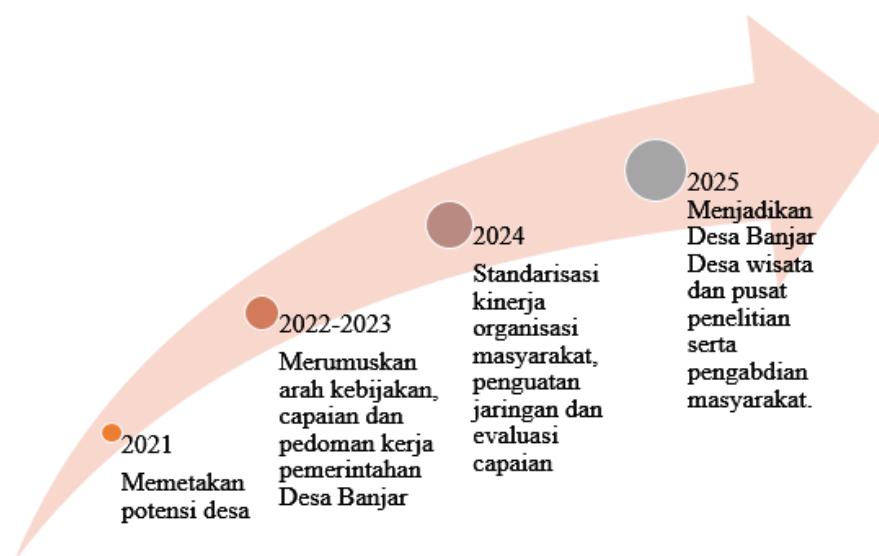 2021
Memetakan
potensi desa
2022-2023
Merumuskan
arah kebijakan,
capaian dan
pedoman kerja
pemerintahan
Desa Banjar
2024
Standarisasi
kinerja
organisasi
masyarakat,
penguatan
jaringan dan
evaluasi
capaian
2025
Menjadikan
Desa Banjar
Desa wisata
dan pusat
penelitian
serta
pengabdian
masyarakat.